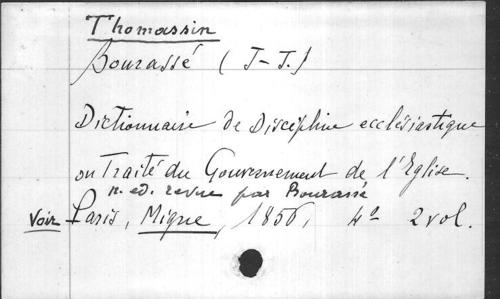 Thomassin
Bourassé (J-J.)
Dictionnaire de Discipline ecclésiastique
ou Traité du Gouvernement de l'Eglise.
n. ed. revue par Bourassé
Voir Paris, Migne, 1856, 4° 2 vol.